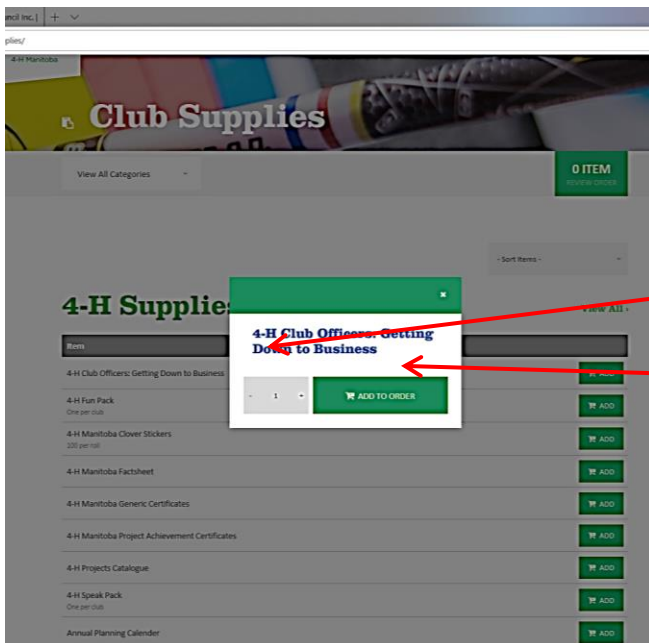 ncil Inc. |
plies/
4-H Manitoba
Club Supplies
View All Categories
0 ITEM
REVIEW ORDER
- Sort Items -
4-H Supplie
View All ›
Item
4-H Club Officers: Getting Down to Business
- 1 +
ADD TO ORDER
4-H Club Officers: Getting Down to Business
ADD
4-H Fun Pack
One per club
ADD
4-H Manitoba Clover Stickers
100 per roll
ADD
4-H Manitoba Factsheet
ADD
4-H Manitoba Generic Certificates
ADD
4-H Manitoba Project Achievement Certificates
ADD
4-H Projects Catalogue
ADD
4-H Speak Pack
One per club
ADD
Annual Planning Calender
ADD